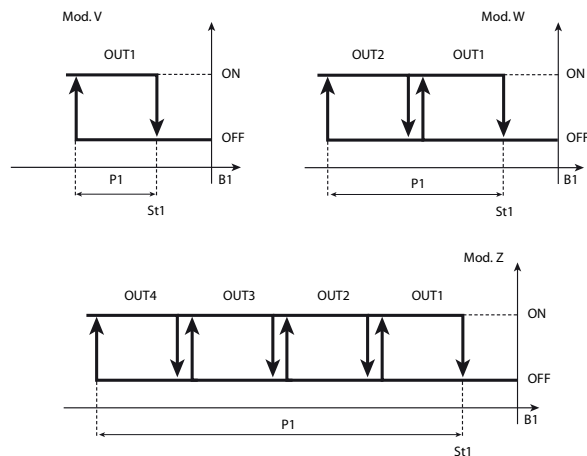 Mod. V
OUT1
ON
OFF
P1
B1
St1
Mod. W
OUT2 OUT1
ON
OFF
P1
B1
St1
Mod. Z
OUT4 OUT3 OUT2 OUT1
ON
OFF
P1
B1
St1